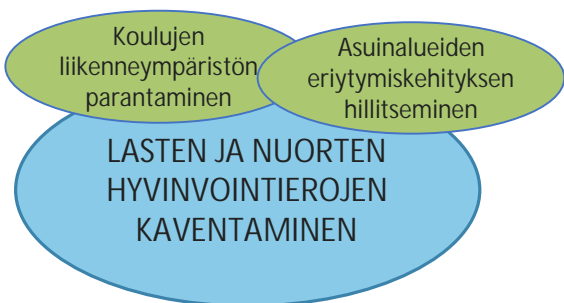 Koulujen
liikenneympäristön
parantaminen
Asuinalueiden
eriytymiskehityksen
hillitseminen
LASTEN JA NUORTEN
HYVINVOINTIEROJEN
KAVENTAMINEN